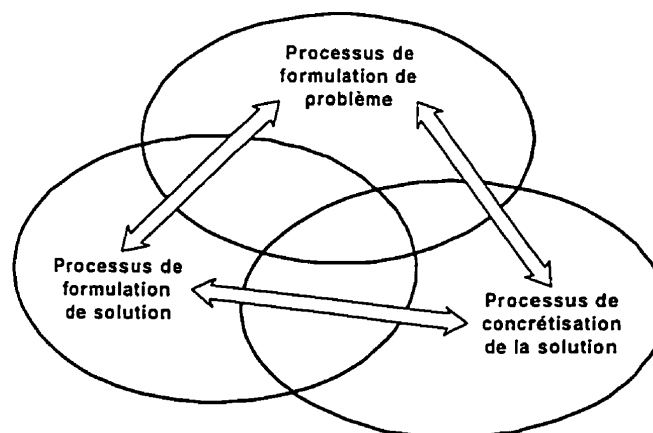 Processus de
formulation de
problème
Processus de
formulation
de solution
Processus de
concrétisation
de la solution